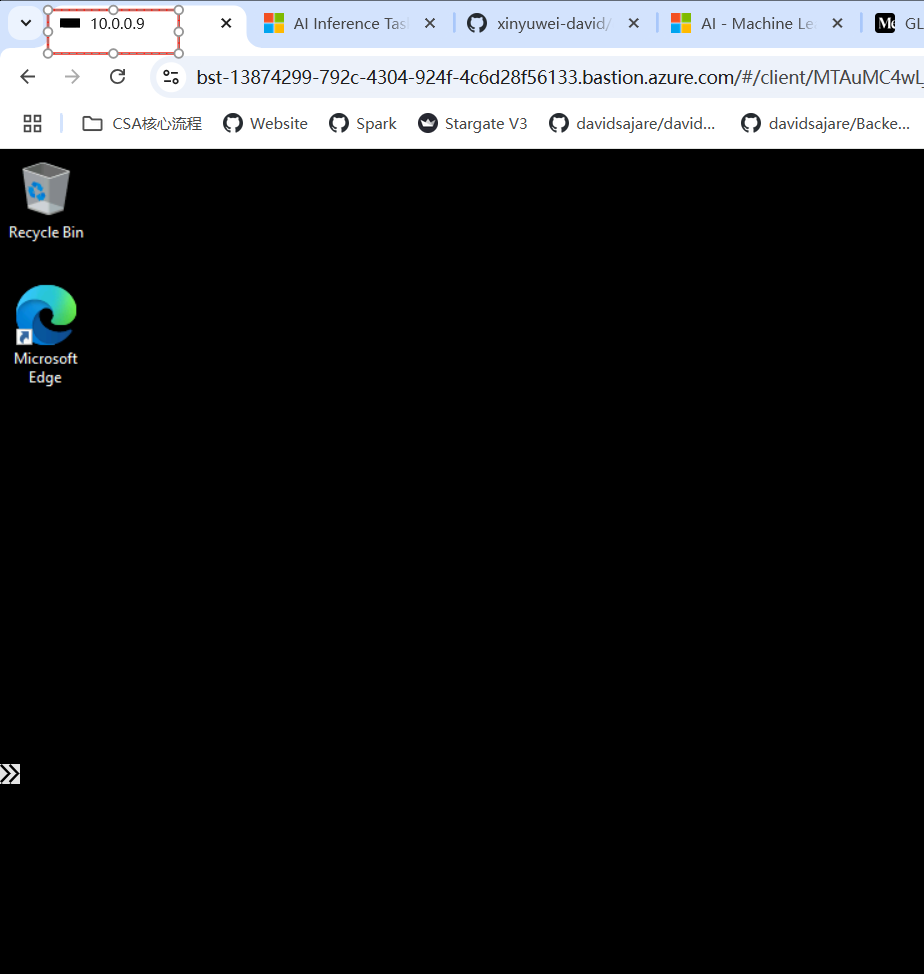 10.0.0.9
AI Inference Tas
xinyuwei-david/
AI - Machine Le
GL
bst-13874299-792c-4304-924f-4c6d28f56133.bastion.azure.com/#/client/MTAuMC4wL
CSA核心流程
Website
Spark
Stargate V3
davidsajare/david...
davidsajare/Backe...
Recycle Bin
Microsoft
Edge